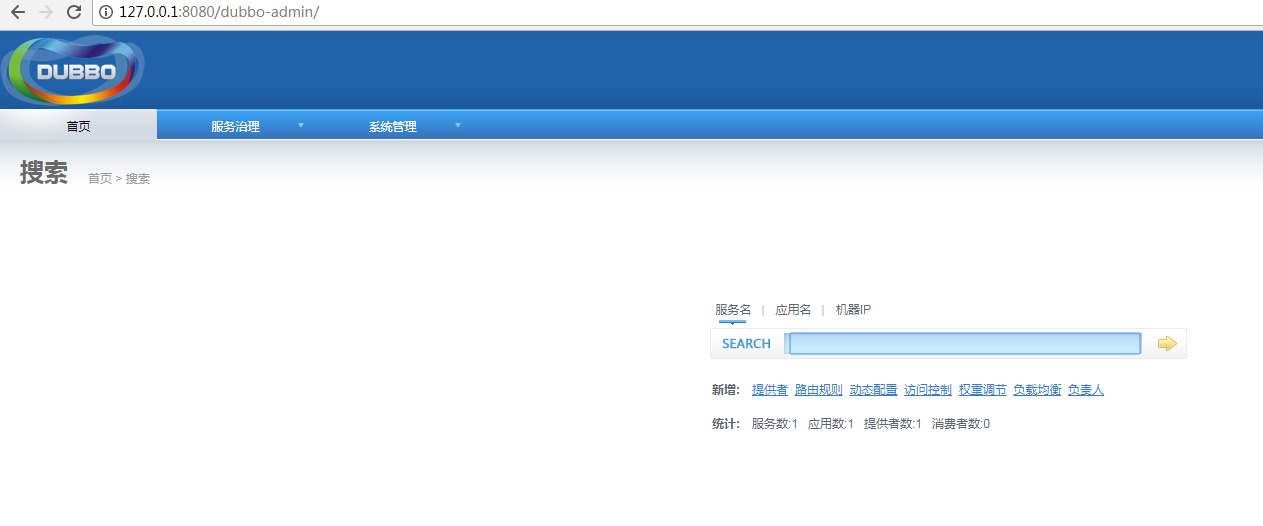 127.0.0.1:8080/dubbo-admin/
DUBBO
首页 服务治理 系统管理
搜索 首页 > 搜索
服务名 | 应用名 | 机器IP
SEARCH
新增： 提供者 路由规则 动态配置 访问控制 权重调节 负载均衡 负责人
统计： 服务数:1 应用数:1 提供者数:1 消费者数:0